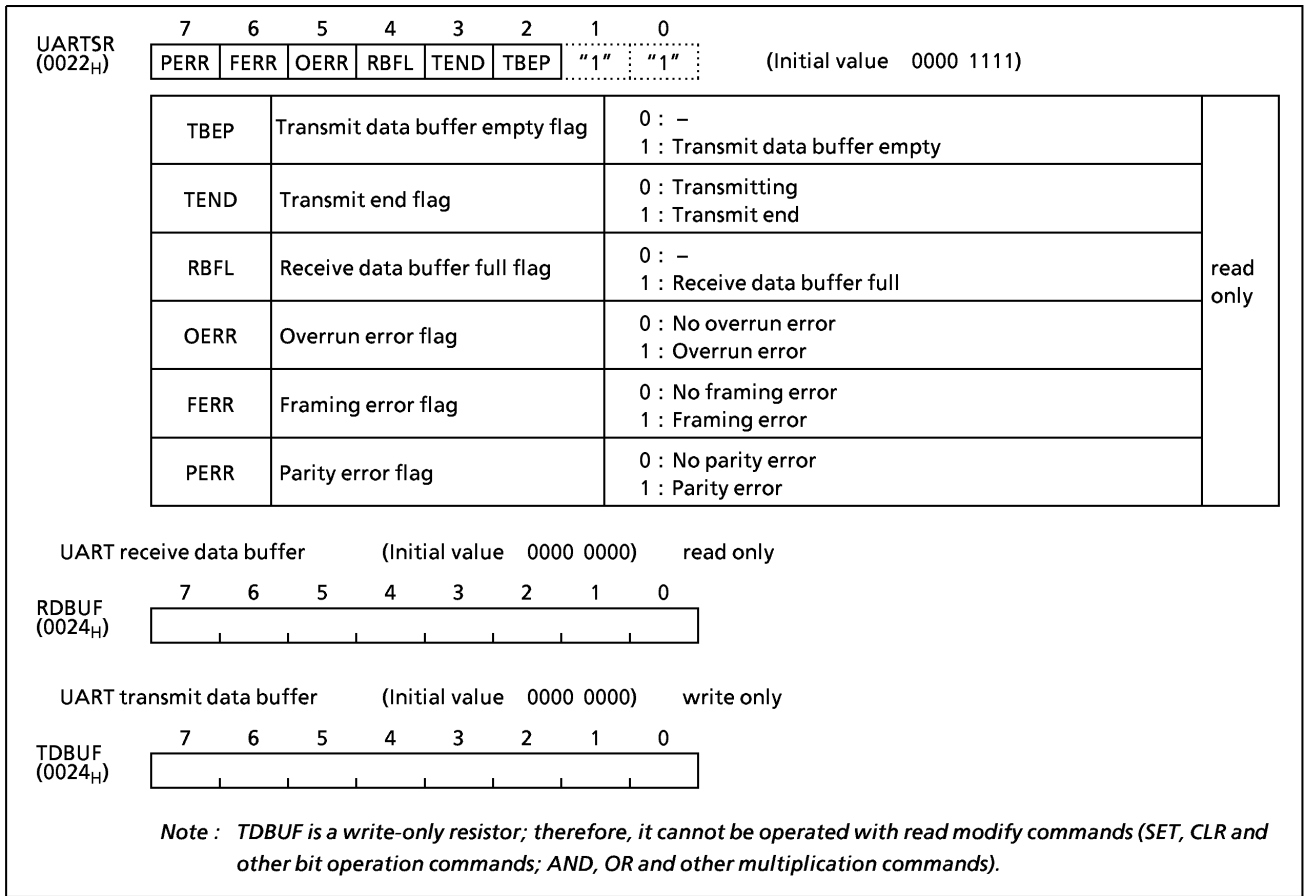 7 6 5 4 3 2 1 0
UARTSR
(0022H)
PERR FERR OERR RBFL TEND TBEP "1" "1" (Initial value 0000 1111)
TBEP Transmit data buffer empty flag 0 : –
1 : Transmit data buffer empty
TEND Transmit end flag 0 : Transmitting
1 : Transmit end
RBFL Receive data buffer full flag 0 : –
1 : Receive data buffer full
read
only
OERR Overrun error flag 0 : No overrun error
1 : Overrun error
FERR Framing error flag 0 : No framing error
1 : Framing error
PERR Parity error flag 0 : No parity error
1 : Parity error
UART receive data buffer (Initial value 0000 0000) read only
7 6 5 4 3 2 1 0
RDBUF
(0024H)
UART transmit data buffer (Initial value 0000 0000) write only
7 6 5 4 3 2 1 0
TDBUF
(0024H)
Note : TDBUF is a write-only resistor; therefore, it cannot be operated with read modify commands (SET, CLR and
other bit operation commands; AND, OR and other multiplication commands).